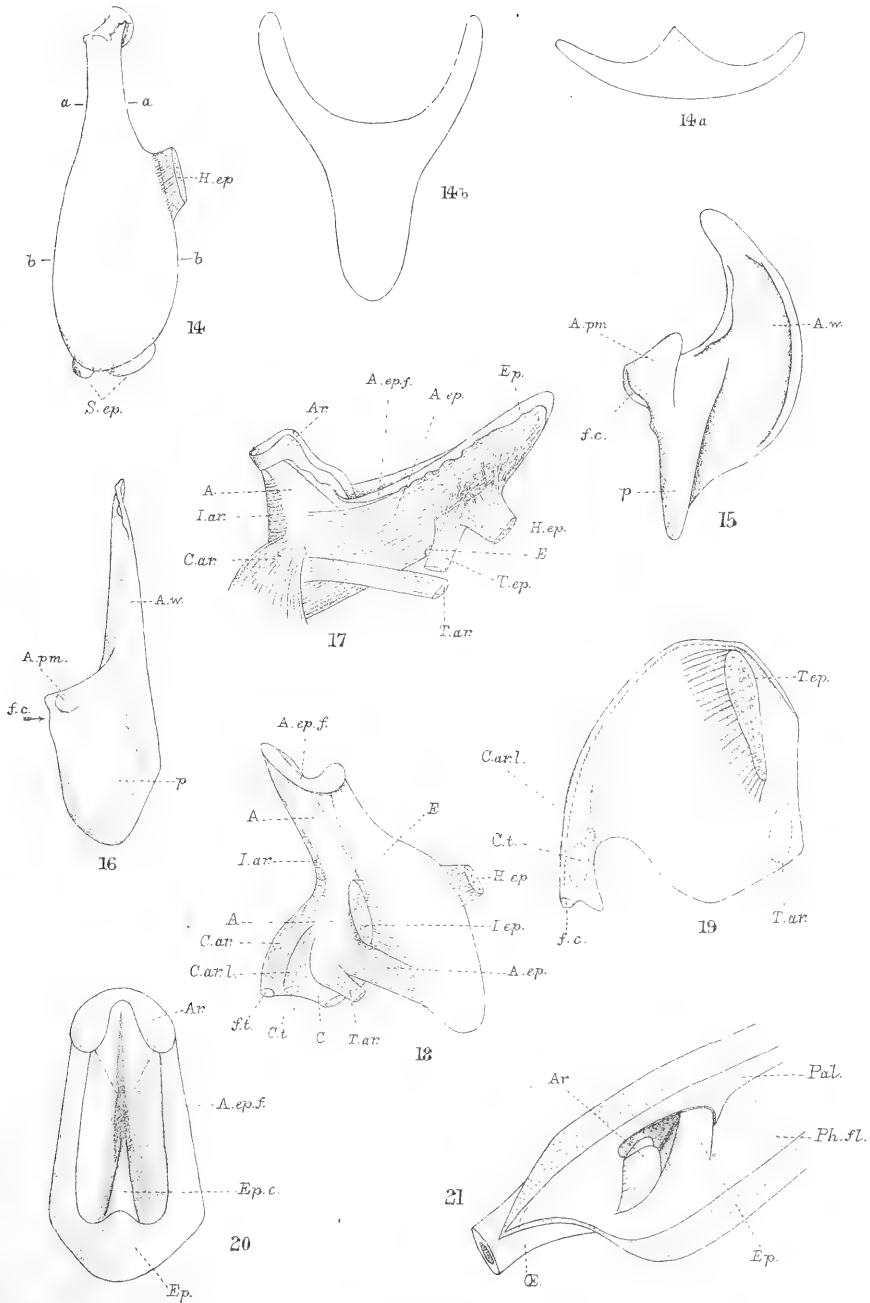 a a
H.ep
b b
14
S.ep.
14b
14a
A.pm
A.w.
f.c.
p
15
A.ep.f.
A.ep.
Ep.
Ar.
A
I.ar.
C.ar.
H.ep.
E
T.ep.
T.ar.
17
A.w.
A.pm.
f.c.
p
16
A.ep.f.
A
E
I.ar.
H.ep
A
I.ep.
C.ar.
C.ar.l.
A.ep.
f.t.
C.t
C
T.ar.
18
T.ep.
C.ar.l.
C.t.
T.ar.
f.c.
19
Ar.
A.ep.f.
Ep.c.
20
Ep.
Ar
Pal.
Ph.fl.
21
Ep.
Œ.